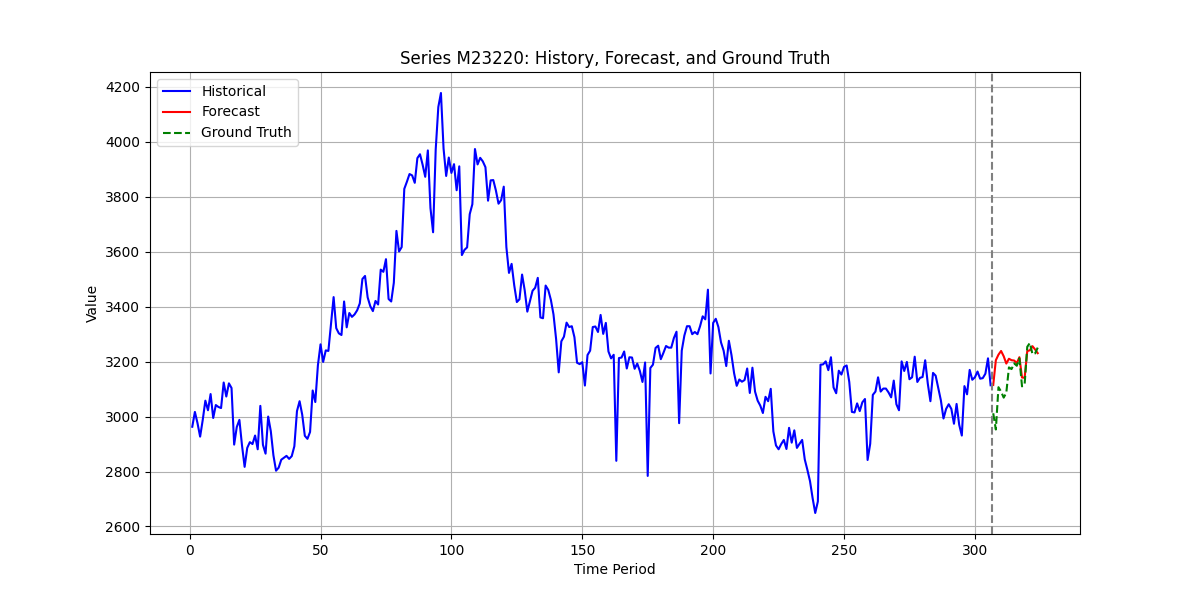 Series M23220: History, Forecast, and Ground Truth
Historical
Forecast
Ground Truth
4200
4000
3800
3600
3400
3200
3000
2800
2600
Value
0 50 100 150 200 250 300
Time Period